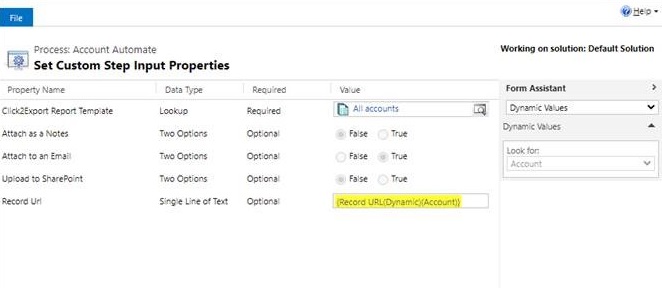 File
Help
Process: Account Automate
Set Custom Step Input Properties
Working on solution: Default Solution
Property Name Data Type Required Value
Click2Export Report Template Lookup Required All accounts
Attach as a Notes Two Options Optional False True
Attach to an Email Two Options Optional False True
Upload to SharePoint Two Options Optional False True
Record Url Single Line of Text Optional {Record URL(Dynamic)(Account)}
Form Assistant
Dynamic Values
Dynamic Values
Look for:
Account